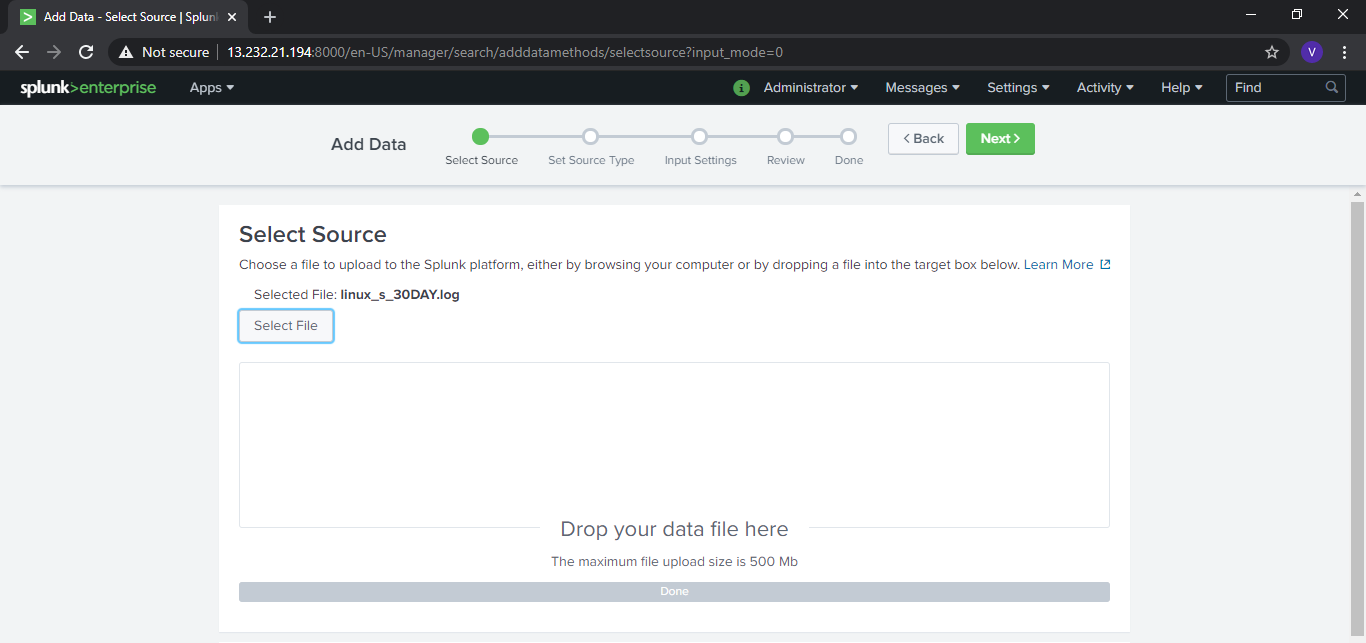 Add Data - Select Source | Splun
Not secure 13.232.21.194:8000/en-US/manager/search/adddatamethods/selectsource?input_mode=0 V
splunk>enterprise Apps i Administrator Messages Settings Activity Help Find
Add Data Select Source Set Source Type Input Settings Review Done < Back Next >
Select Source
Choose a file to upload to the Splunk platform, either by browsing your computer or by dropping a file into the target box below. Learn More
Selected File: linux_s_30DAY.log
Select File
Drop your data file here
The maximum file upload size is 500 Mb
Done